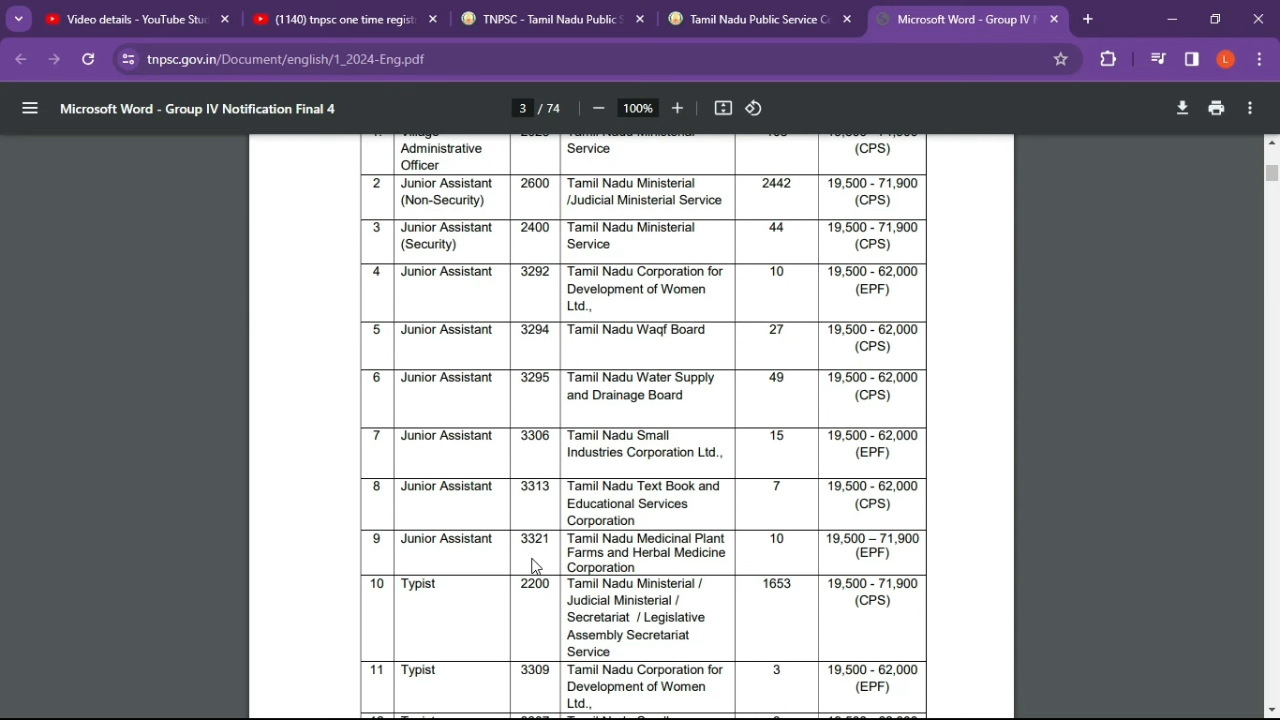 Video details - YouTube Stu
(1140) tnpsc one time regist
TNPSC - Tamil Nadu Public S
Tamil Nadu Public Service Co
Microsoft Word - Group IV N
tnpsc.gov.in/Document/english/1_2024-Eng.pdf
L
Microsoft Word - Group IV Notification Final 4
3 / 74
100%
Administrative Service (CPS)
Officer
2 Junior Assistant 2600 Tamil Nadu Ministerial 2442 19,500 - 71,900
(Non-Security) /Judicial Ministerial Service (CPS)
3 Junior Assistant 2400 Tamil Nadu Ministerial 44 19,500 - 71,900
(Security) Service (CPS)
4 Junior Assistant 3292 Tamil Nadu Corporation for 10 19,500 - 62,000
Development of Women (EPF)
Ltd.,
5 Junior Assistant 3294 Tamil Nadu Waqf Board 27 19,500 - 62,000
(CPS)
6 Junior Assistant 3295 Tamil Nadu Water Supply 49 19,500 - 62,000
and Drainage Board (CPS)
7 Junior Assistant 3306 Tamil Nadu Small 15 19,500 - 62,000
Industries Corporation Ltd., (EPF)
8 Junior Assistant 3313 Tamil Nadu Text Book and 7 19,500 - 62,000
Educational Services (CPS)
Corporation
9 Junior Assistant 3321 Tamil Nadu Medicinal Plant 10 19,500 – 71,900
Farms and Herbal Medicine (EPF)
Corporation
10 Typist 2200 Tamil Nadu Ministerial / 1653 19,500 - 71,900
Judicial Ministerial / (CPS)
Secretariat / Legislative
Assembly Secretariat
Service
11 Typist 3309 Tamil Nadu Corporation for 3 19,500 - 62,000
Development of Women (EPF)
Ltd.,